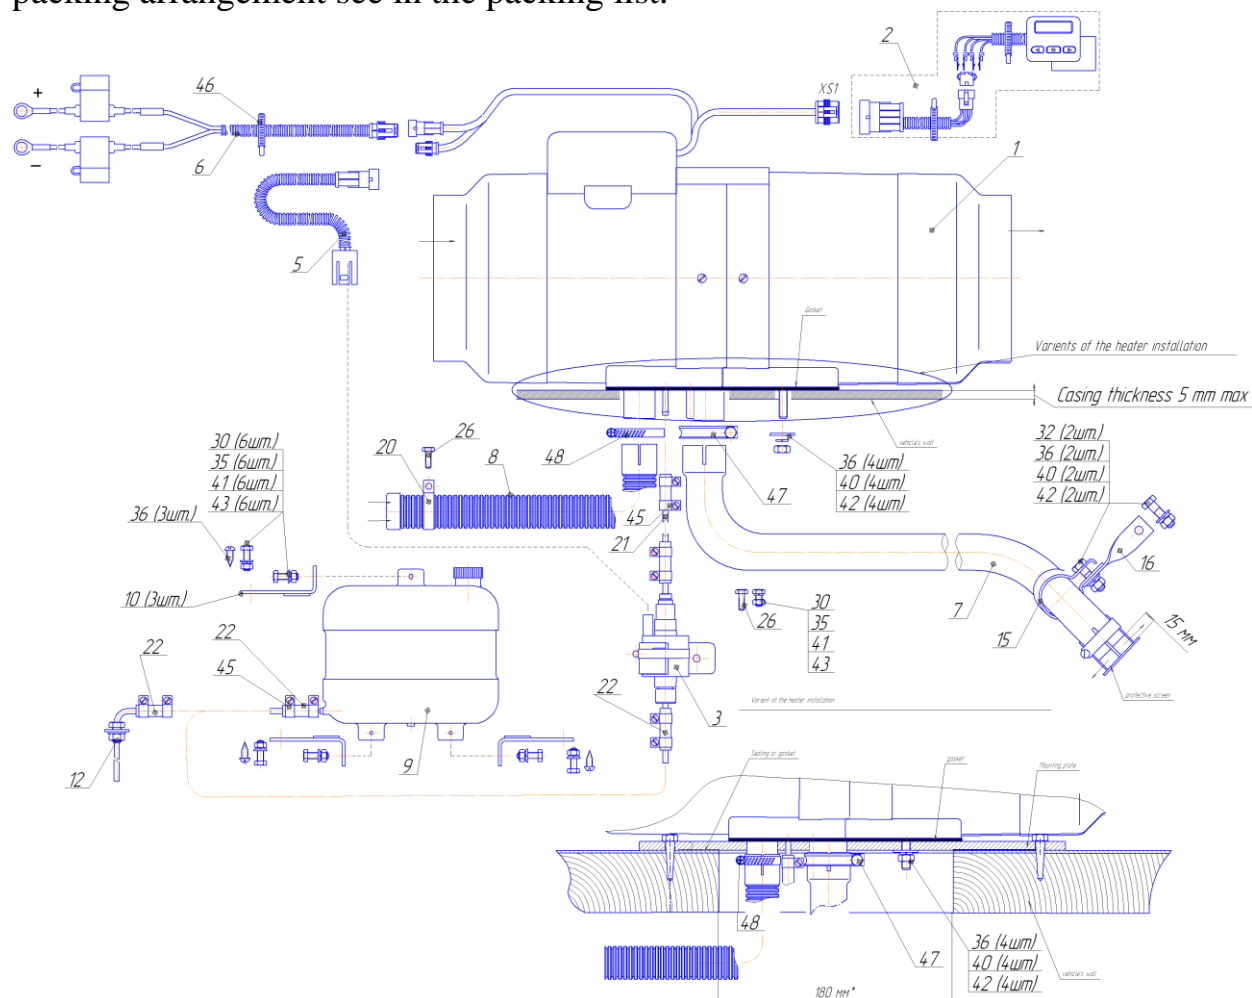 packing arrangement see in the packing list.
2
XS1
+
46
1
6
–
5
Gasket
Varients of the heater installation
Casing thickness 5 mm max
vehicle's wall
30 (6шт.)
35 (6шт.)
41 (6шт.)
43 (6шт.)
36 (3шт.)
10 (3шт.)
26
20
8
48
47
36 (4шт)
40 (4шт)
42 (4шт)
32 (2шт.)
36 (2шт.)
40 (2шт.)
42 (2шт.)
45
21
16
7
15
15 мм
26
30
35
41
43
protective screen
22
22
45
22
3
9
12
Varient of the heater installation
Sealing or gasket
gasket
Mounting plate
48
47
36 (4шт)
40 (4шт)
42 (4шт)
vehicle's wall
180 мм*